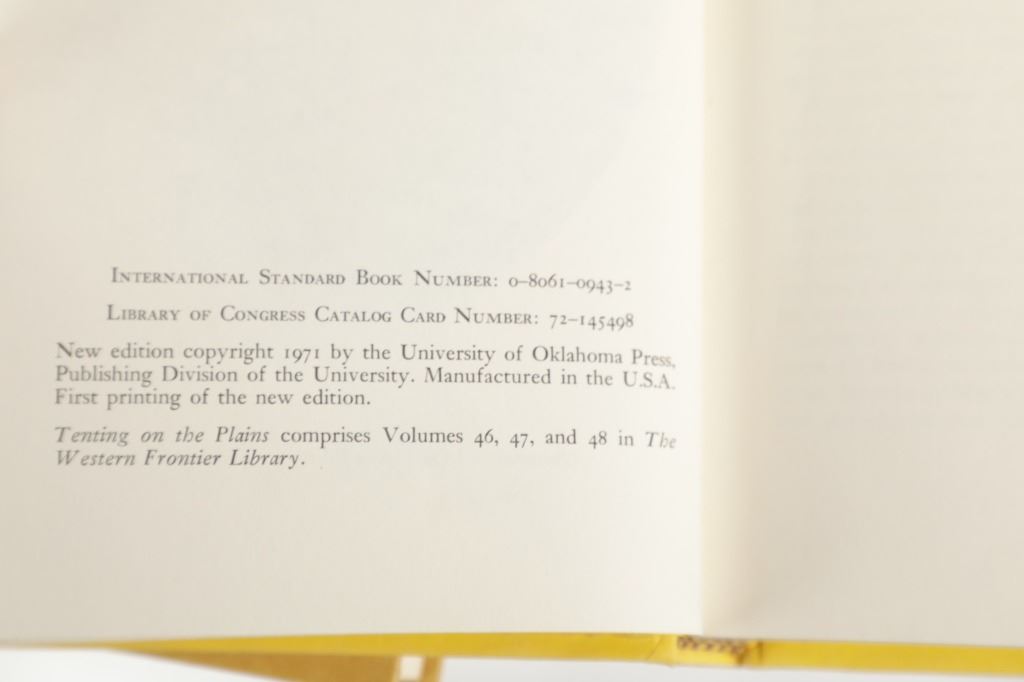 International Standard Book Number: 0–8061–0943–2
Library of Congress Catalog Card Number: 72–145498
New edition copyright 1971 by the University of Oklahoma Press,
Publishing Division of the University. Manufactured in the U.S.A.
First printing of the new edition.
Tenting on the Plains comprises Volumes 46, 47, and 48 in The
Western Frontier Library.